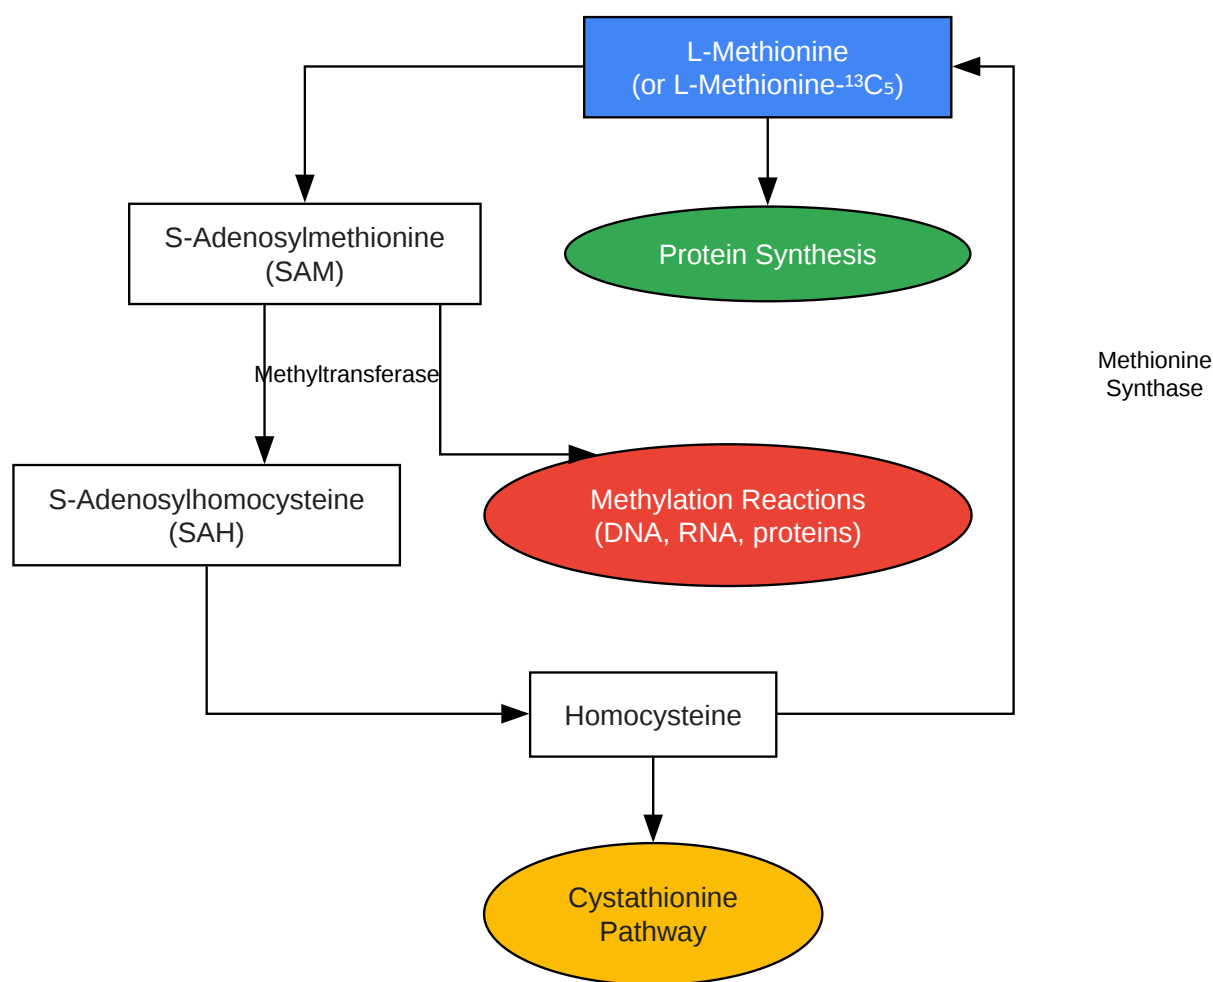 L-Methionine
(or L-Methionine-¹³C₅)
S-Adenosylmethionine
(SAM)
Protein Synthesis
Methyltransferase
Methionine
Synthase
S-Adenosylhomocysteine
(SAH)
Methylation Reactions
(DNA, RNA, proteins)
Homocysteine
Cystathionine
Pathway